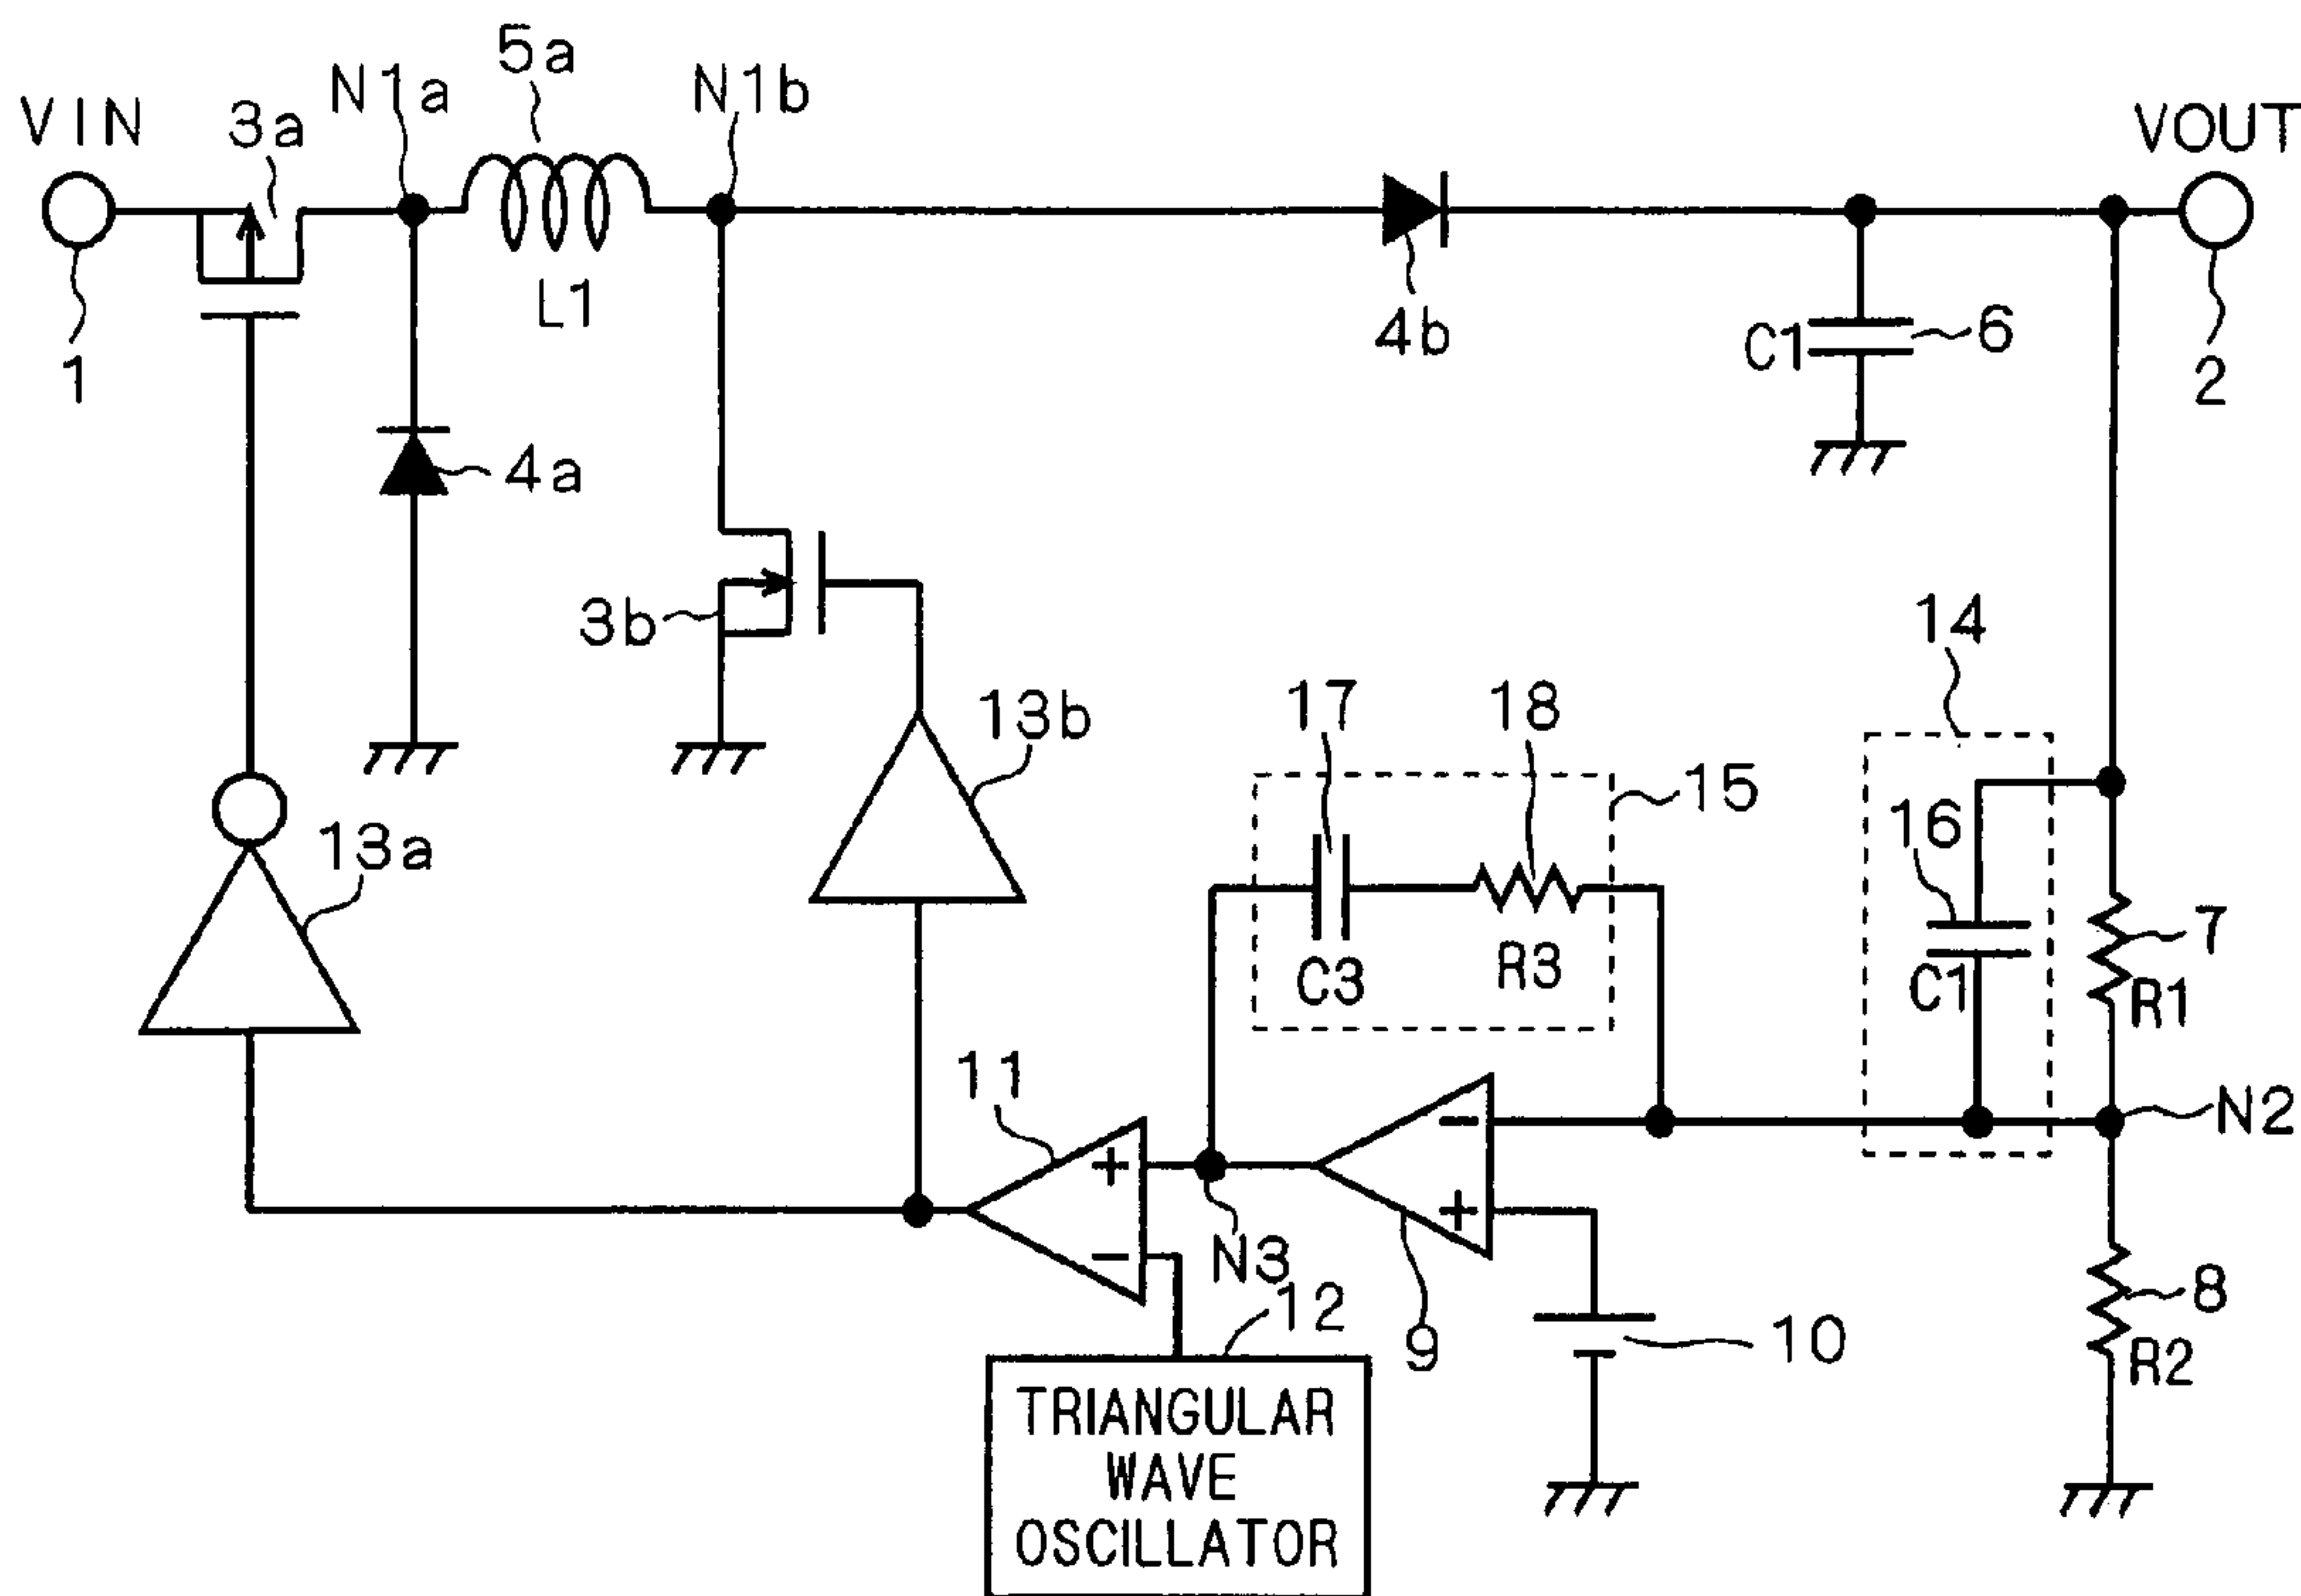 5a
N1a
N1b
VIN
3a
VOUT
L1
C1
6
4b
1
2
4a
3b
14
17
18
13b
15
16
13a
7
C3
R3
C1
R1
11
N2
+
-
-
+
N3
12
8
9
10
R2
TRIANGULAR
WAVE
OSCILLATOR